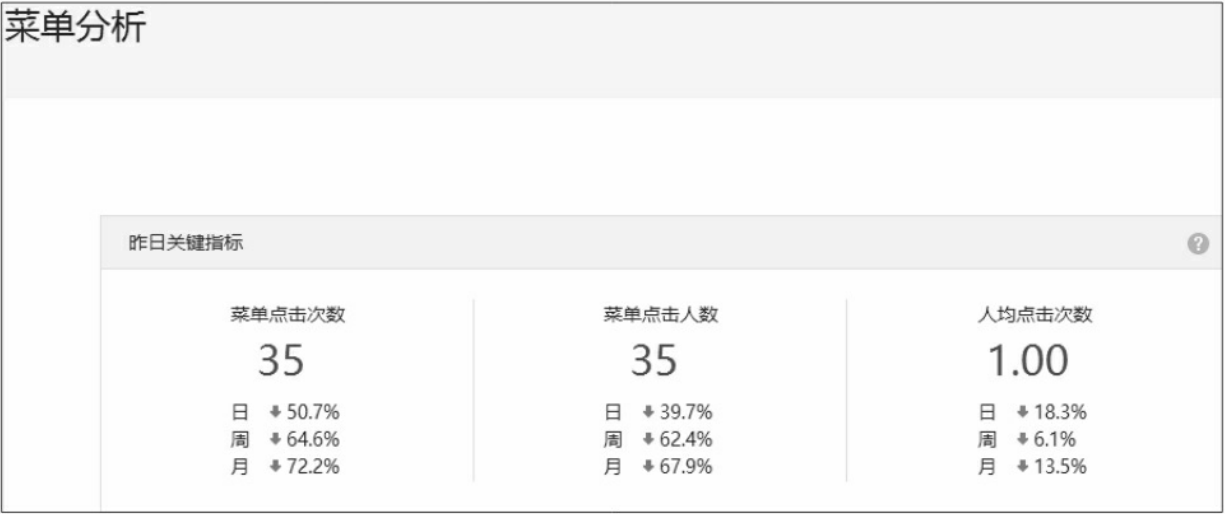 菜单分析
昨日关键指标
?
菜单点击次数
35
日 50.7%
周 64.6%
月 72.2%
菜单点击人数
35
日 39.7%
周 62.4%
月 67.9%
人均点击次数
1.00
日 18.3%
周 6.1%
月 13.5%